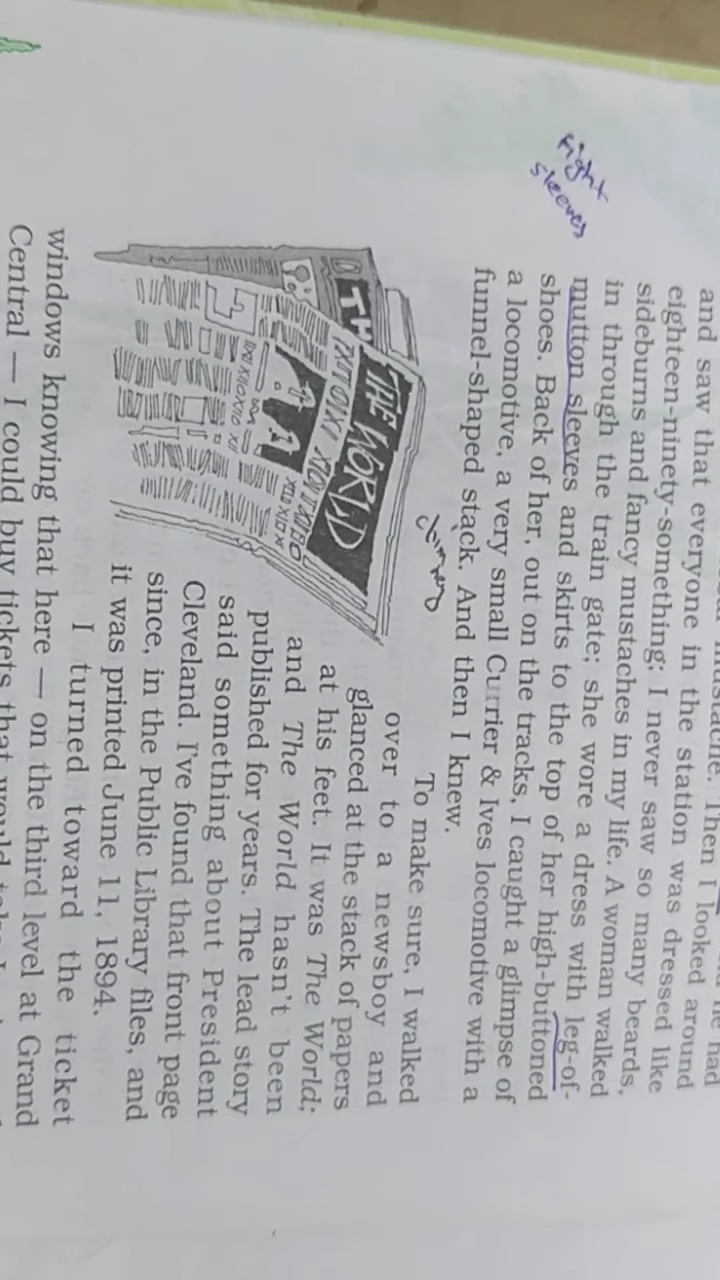 mustache. Then I looked around
and saw that everyone in the station was dressed like
eighteen-ninety-something; I never saw so many beards,
sideburns and fancy mustaches in my life. A woman walked
in through the train gate; she wore a dress with leg-of-
mutton sleeves and skirts to the top of her high-buttoned
shoes. Back of her, out on the tracks, I caught a glimpse of
a locomotive, a very small Currier & Ives locomotive with a
funnel-shaped stack. And then I knew.
tight
sleeves
To make sure, I walked
over to a newsboy and
glanced at the stack of papers
at his feet. It was The World;
and The World hasn't been
published for years. The lead story
said something about President
Cleveland. I've found that front page
since, in the Public Library files, and
it was printed June 11, 1894.
TH
THE WORLD
I turned toward the ticket
windows knowing that here — on the third level at Grand
Central — I could buy tickets that would